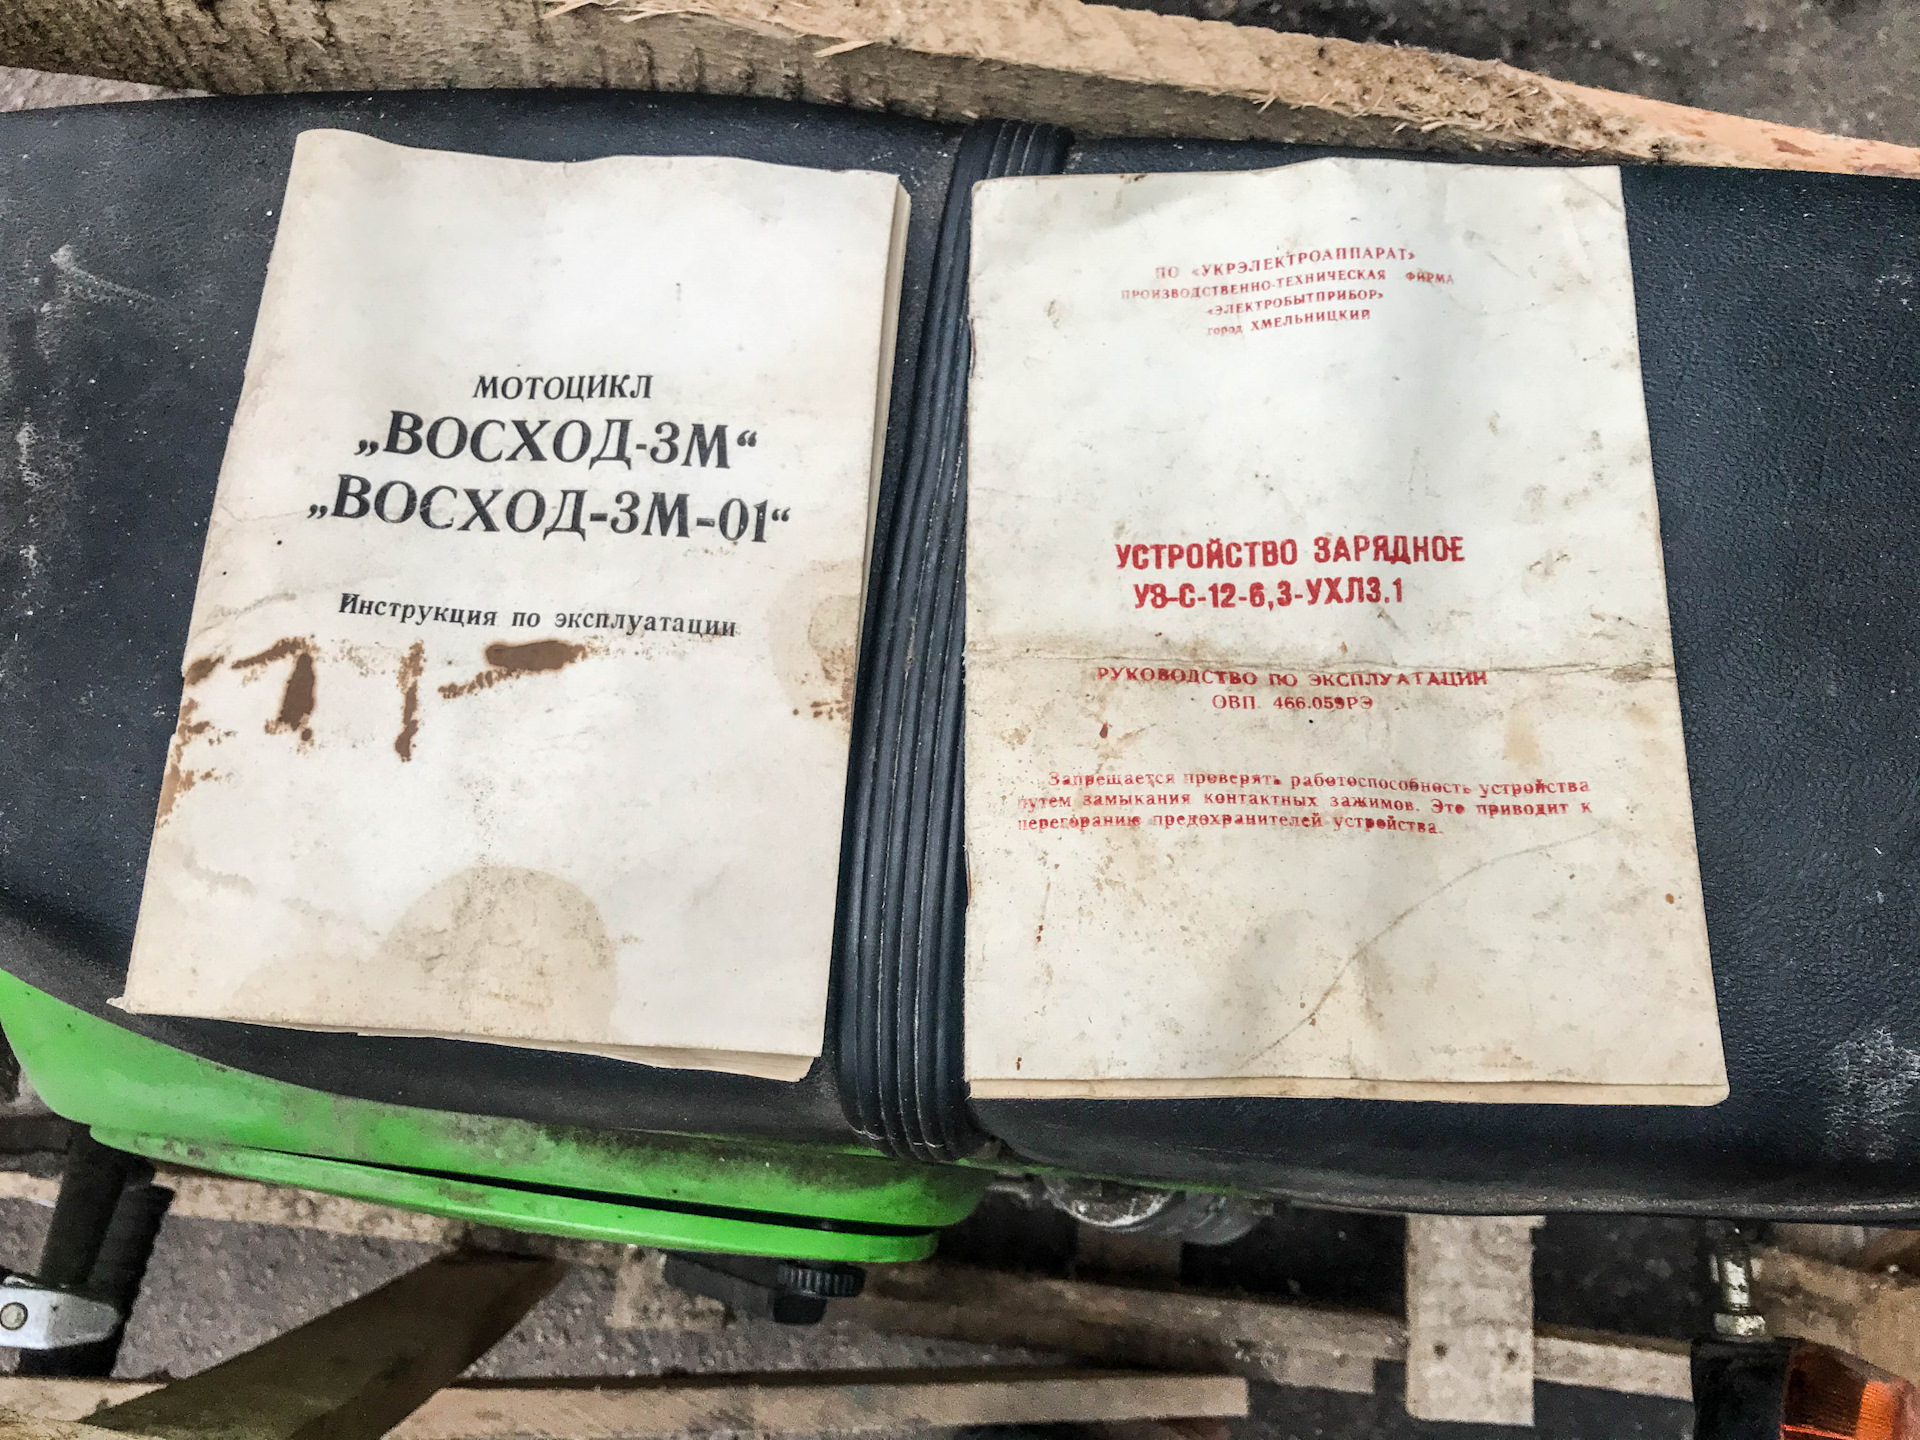 МОТОЦИКЛ
„ВОСХОД-3М“
„ВОСХОД-3М-01“
Инструкция по эксплуатации
ПО «УКРЭЛЕКТРОАППАРАТ»
ПРОИЗВОДСТВЕННО-ТЕХНИЧЕСКАЯ ФИРМА
«ЭЛЕКТРОБЫТПРИБОР»
город ХМЕЛЬНИЦКИЙ
УСТРОЙСТВО ЗАРЯДНОЕ
УЗ-С-12-6,3-УХЛ3.1
РУКОВОДСТВО ПО ЭКСПЛУАТАЦИИ
ОВП. 466.059РЭ
Запрещается проверять работоспособность устройства
путем замыкания контактных зажимов. Это приводит к
перегоранию предохранителей устройства.